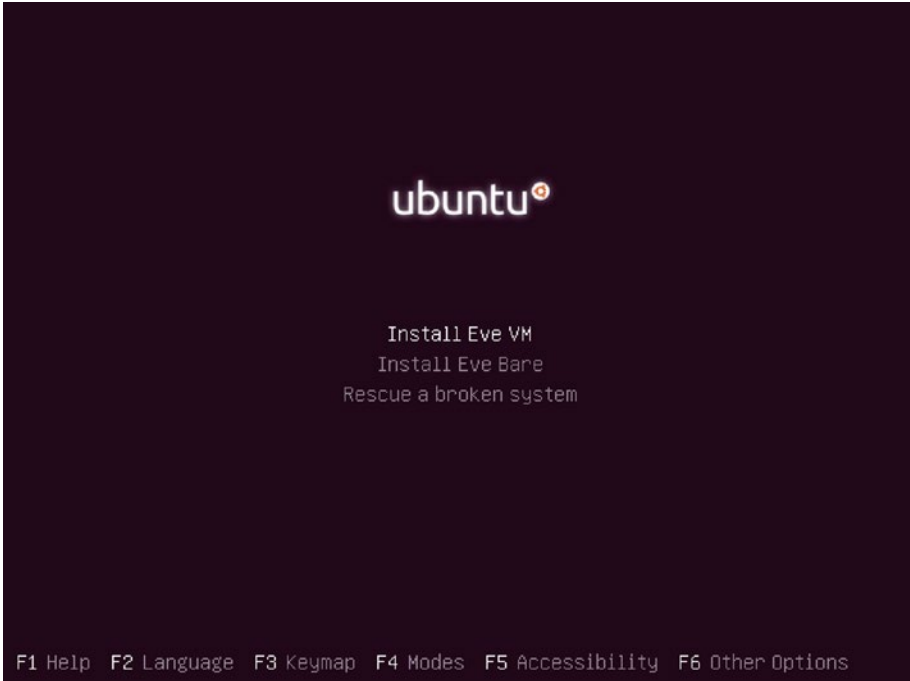 ubuntu
Install Eve VM
Install Eve Bare
Rescue a broken system
F1 Help F2 Language F3 Keymap F4 Modes F5 Accessibility F6 Other Options